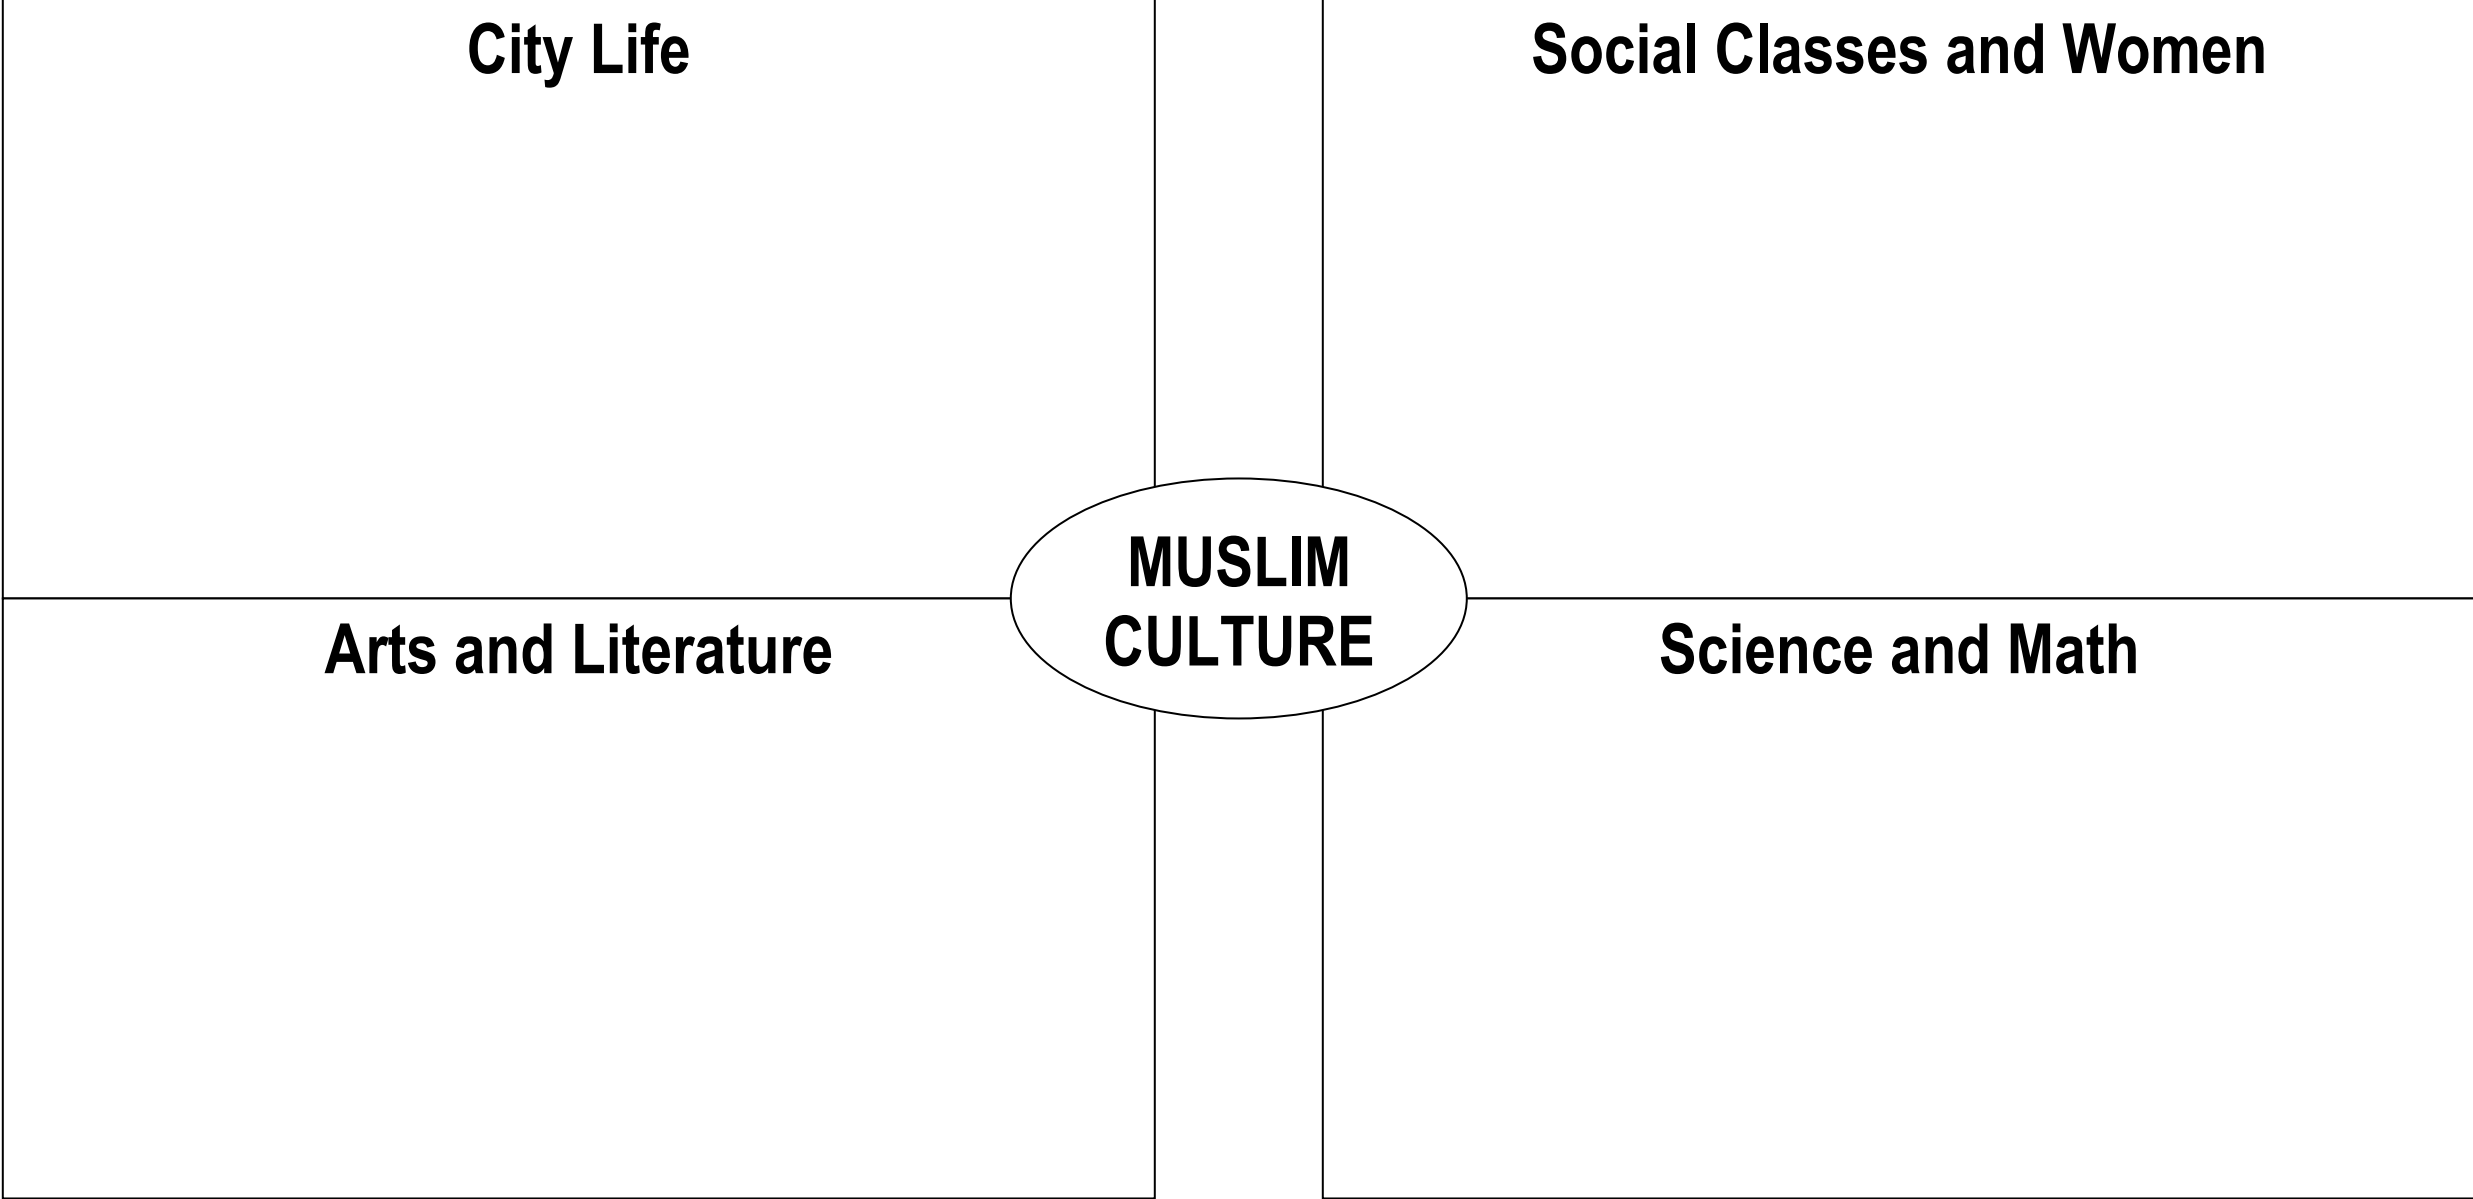 City Life
Social Classes and Women
MUSLIM
CULTURE
Arts and Literature
Science and Math